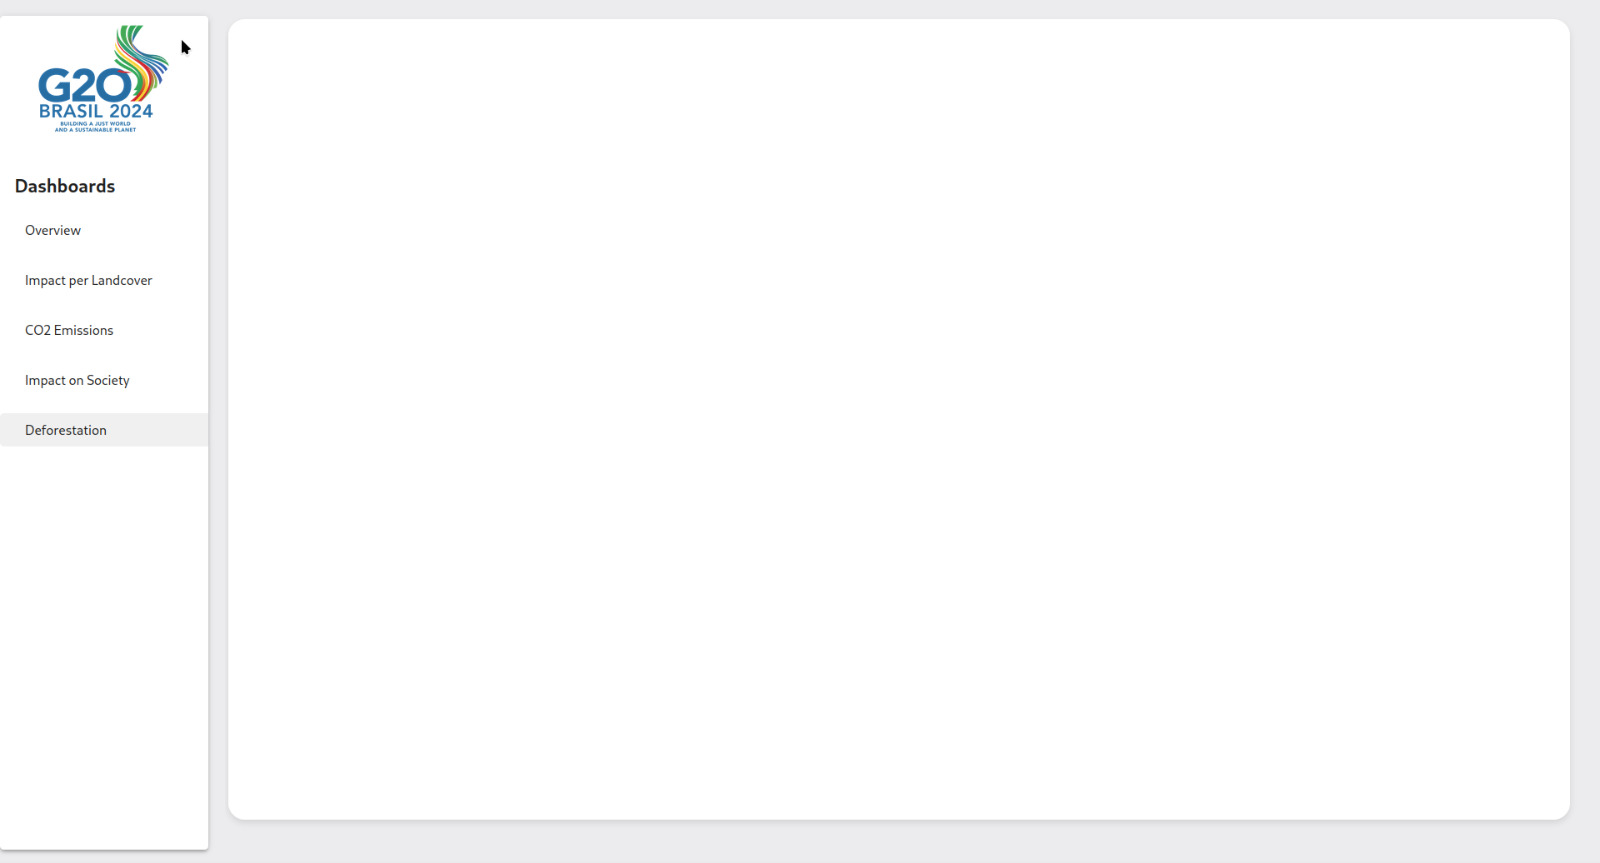 G20
BRASIL 2024
BUILDING A JUST WORLD
AND A SUSTAINABLE PLANET
Dashboards
Overview
Impact per Landcover
CO2 Emissions
Impact on Society
Deforestation